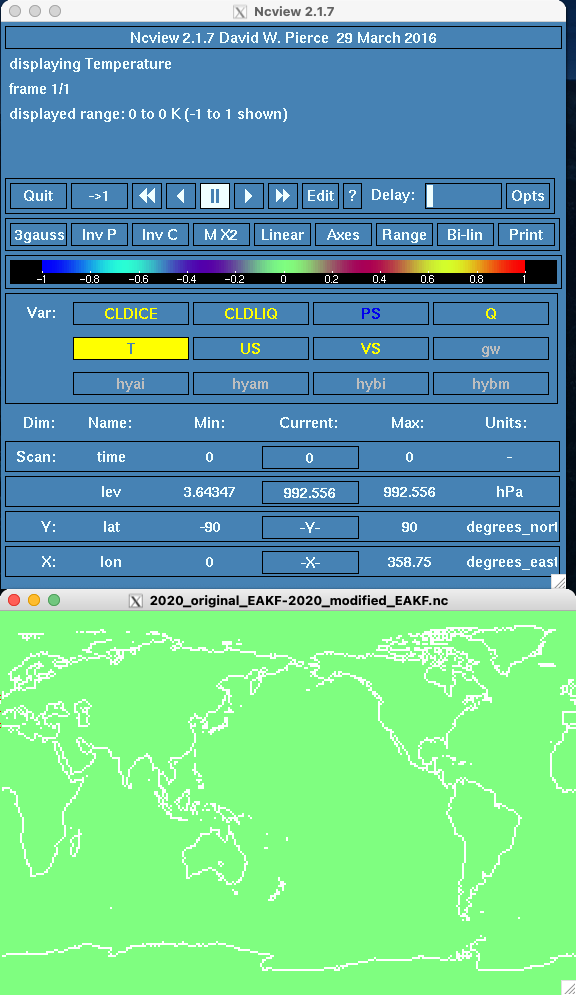 Ncview 2.1.7
Ncview 2.1.7 David W. Pierce 29 March 2016
displaying Temperature
frame 1/1
displayed range: 0 to 0 K (-1 to 1 shown)
Quit ->1 Edit ? Delay: Opts
3gauss Inv P Inv C M X2 Linear Axes Range Bi-lin Print
-1 -0.8 -0.6 -0.4 -0.2 0 0.2 0.4 0.6 0.8 1
Var: CLDICE CLDLIQ PS Q
T US VS gw
hyai hyam hybi hybm
Dim: Name: Min: Current: Max: Units:
Scan: time 0 0 0 -
lev 3.64347 992.556 992.556 hPa
Y: lat -90 -Y- 90 degrees_nort
X: lon 0 -X- 358.75 degrees_east
2020_original_EAKF-2020_modified_EAKF.nc